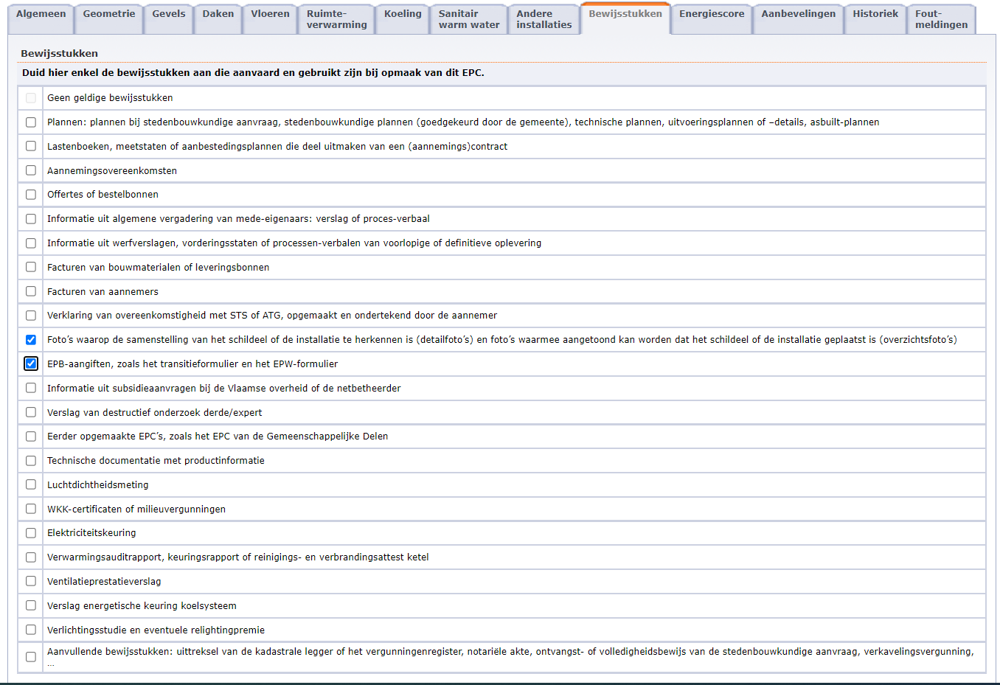 Algemeen
Geometrie
Gevels
Daken
Vloeren
Ruimte-
verwarming
Koeling
Sanitair
warm water
Andere
installaties
Bewijsstukken
Energiescore
Aanbevelingen
Historiek
Fout-
meldingen
Bewijsstukken
Duid hier enkel de bewijsstukken aan die aanvaard en gebruikt zijn bij opmaak van dit EPC.
Geen geldige bewijsstukken
Plannen: plannen bij stedenbouwkundige aanvraag, stedenbouwkundige plannen (goedgekeurd door de gemeente), technische plannen, uitvoeringsplannen of –details, asbuilt-plannen
Lastenboeken, meetstaten of aanbestedingsplannen die deel uitmaken van een (aannemings)contract
Aannemingsovereenkomsten
Offertes of bestelbonnen
Informatie uit algemene vergadering van mede-eigenaars: verslag of proces-verbaal
Informatie uit werfverslagen, vorderingsstaten of processen-verbalen van voorlopige of definitieve oplevering
Facturen van bouwmaterialen of leveringsbonnen
Facturen van aannemers
Verklaring van overeenkomstigheid met STS of ATG, opgemaakt en ondertekend door de aannemer
Foto’s waarop de samenstelling van het schildeel of de installatie te herkennen is (detailfoto’s) en foto’s waarmee aangetoond kan worden dat het schildeel of de installatie geplaatst is (overzichtsfoto’s)
EPB-aangiften, zoals het transitieformulier en het EPW-formulier
Informatie uit subsidieaanvragen bij de Vlaamse overheid of de netbetheerder
Verslag van destructief onderzoek derde/expert
Eerder opgemaakte EPC’s, zoals het EPC van de Gemeenschappelijke Delen
Technische documentatie met productinformatie
Luchtdichtheidsmeting
WKK-certificaten of milieuvergunningen
Elektriciteitskeuring
Verwarmingsauditrapport, keuringsrapport of reinigings- en verbrandingsattest ketel
Ventilatieprestatieverslag
Verslag energetische keuring koelsysteem
Verlichtingsstudie en eventuele relightingpremie
Aanvullende bewijsstukken: uittreksel van de kadastrale legger of het vergunningenregister, notariële akte, ontvangst- of volledigheidsbewijs van de stedenbouwkundige aanvraag, verkavelingsvergunning,
...